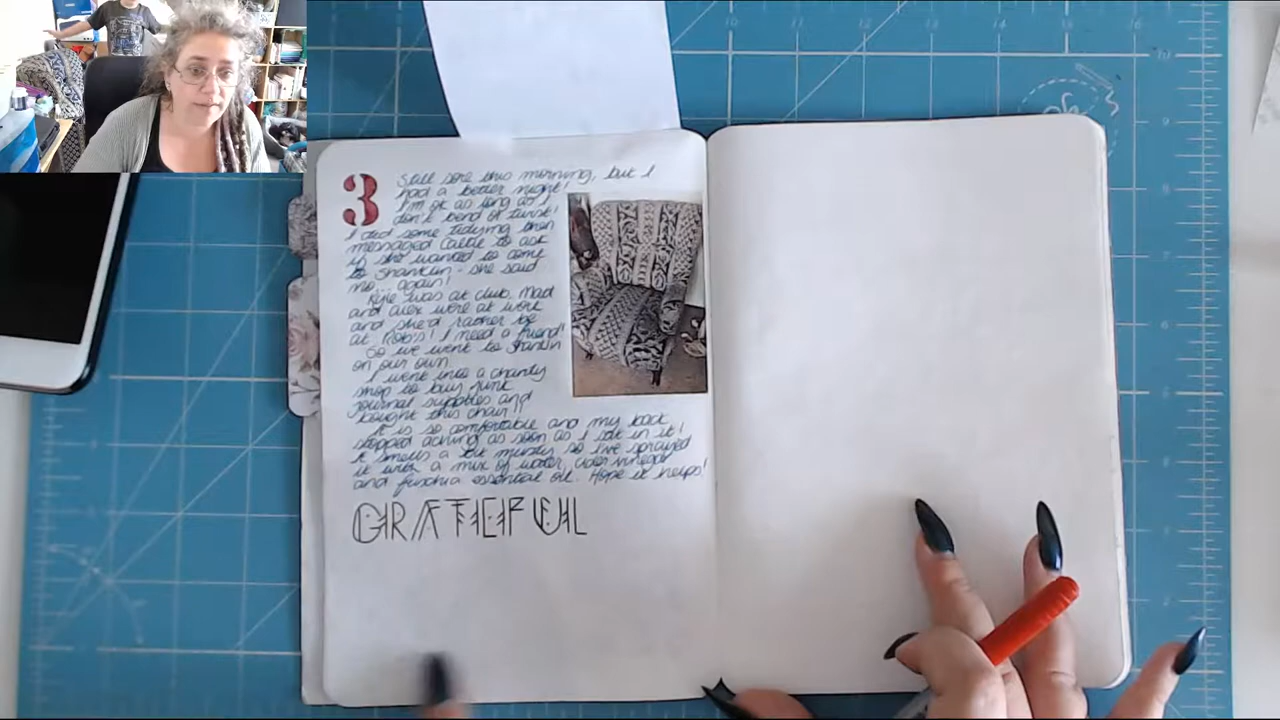 3 Still sore this morning, but I
had a better night!
I'm ok as long as I
don't bend or twist!
I did some tidying then
messaged to ask
if she wanted to come
to Shanklin - she said
no... again!
Kylie was at club, Mad
and Alex were at work
and she'd rather be
at Rob's! I need a friend!
So we went to Shanklin
on our own.
I went into a charity
shop to buy junk
journal supplies and
bought this chair!!
It is so comfortable and my back
stopped aching as soon as I sat in it!
It smells a bit musty so I've sprayed
it with a mix of water, cider vinegar
and essential oil. Hope it helps!
GRATEFUL